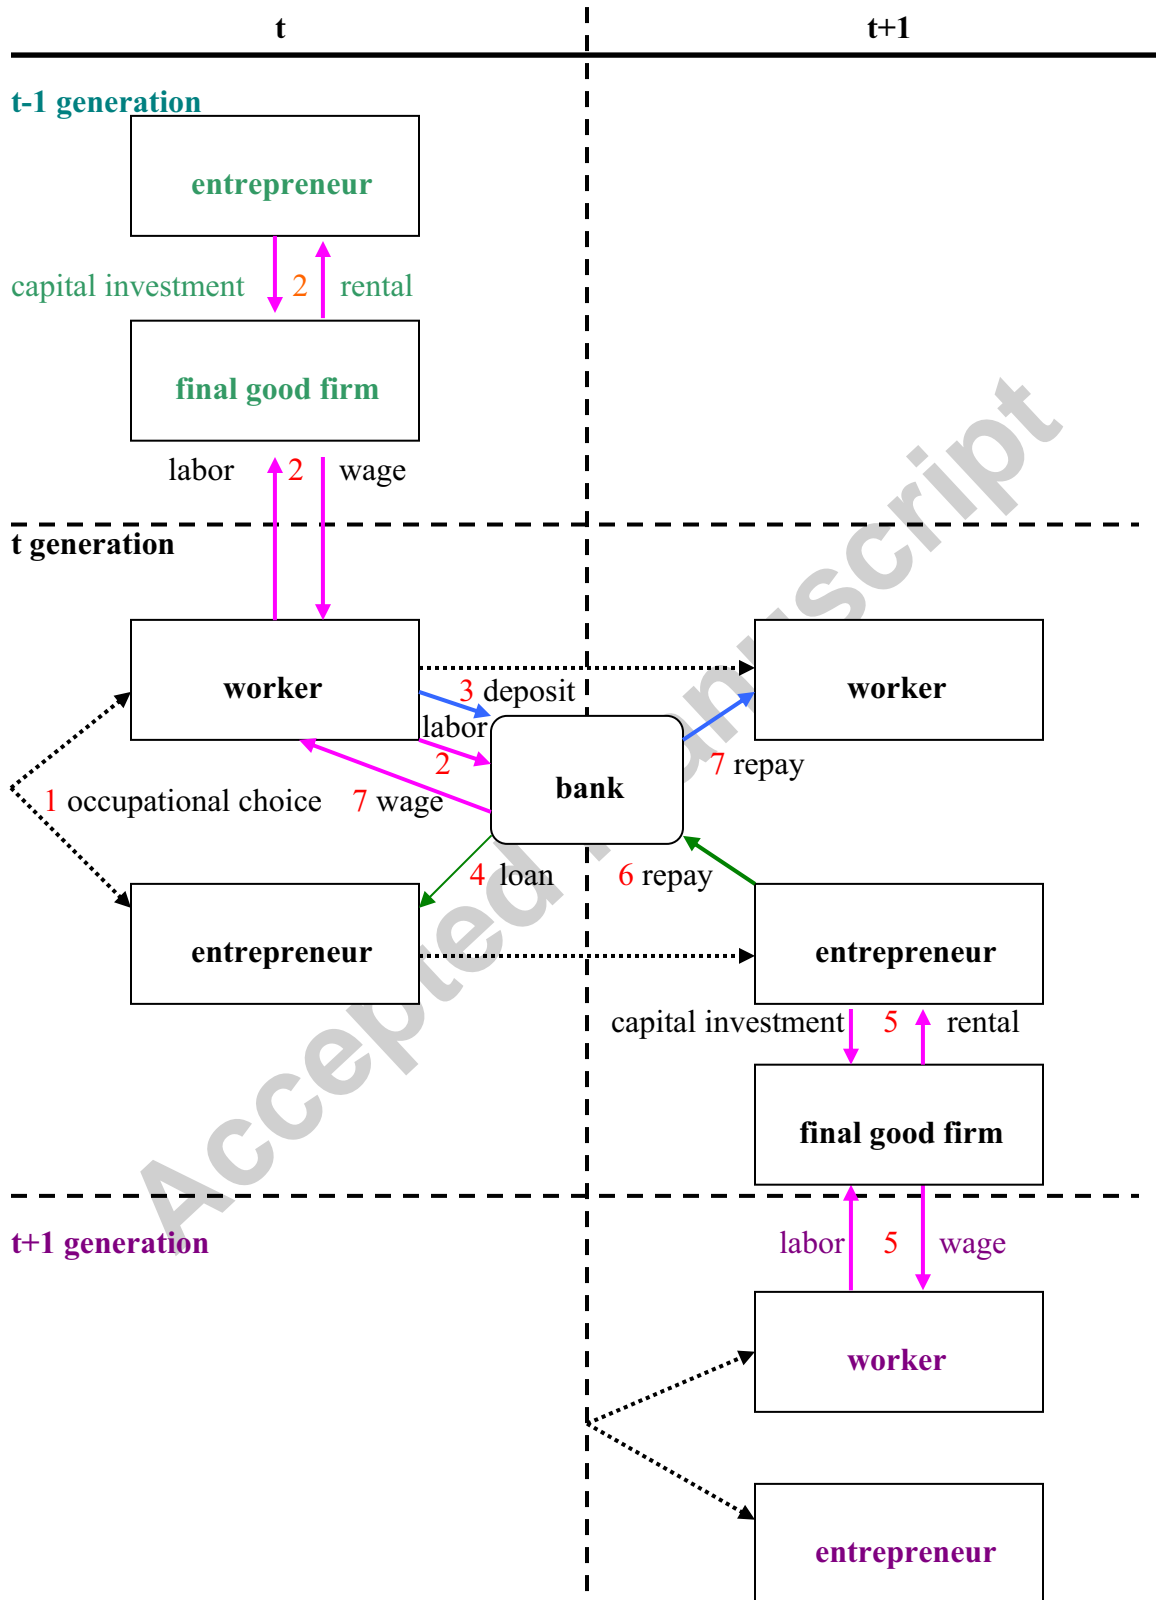 t t+1
t-1 generation
entrepreneur
capital investment 2 rental
final good firm
labor 2 wage
t generation
worker worker
3 deposit
labor
2
7 repay
bank
1 occupational choice 7 wage
4 loan 6 repay
entrepreneur entrepreneur
capital investment 5 rental
final good firm
t+1 generation labor 5 wage
worker
entrepreneur
Accepted Manuscript